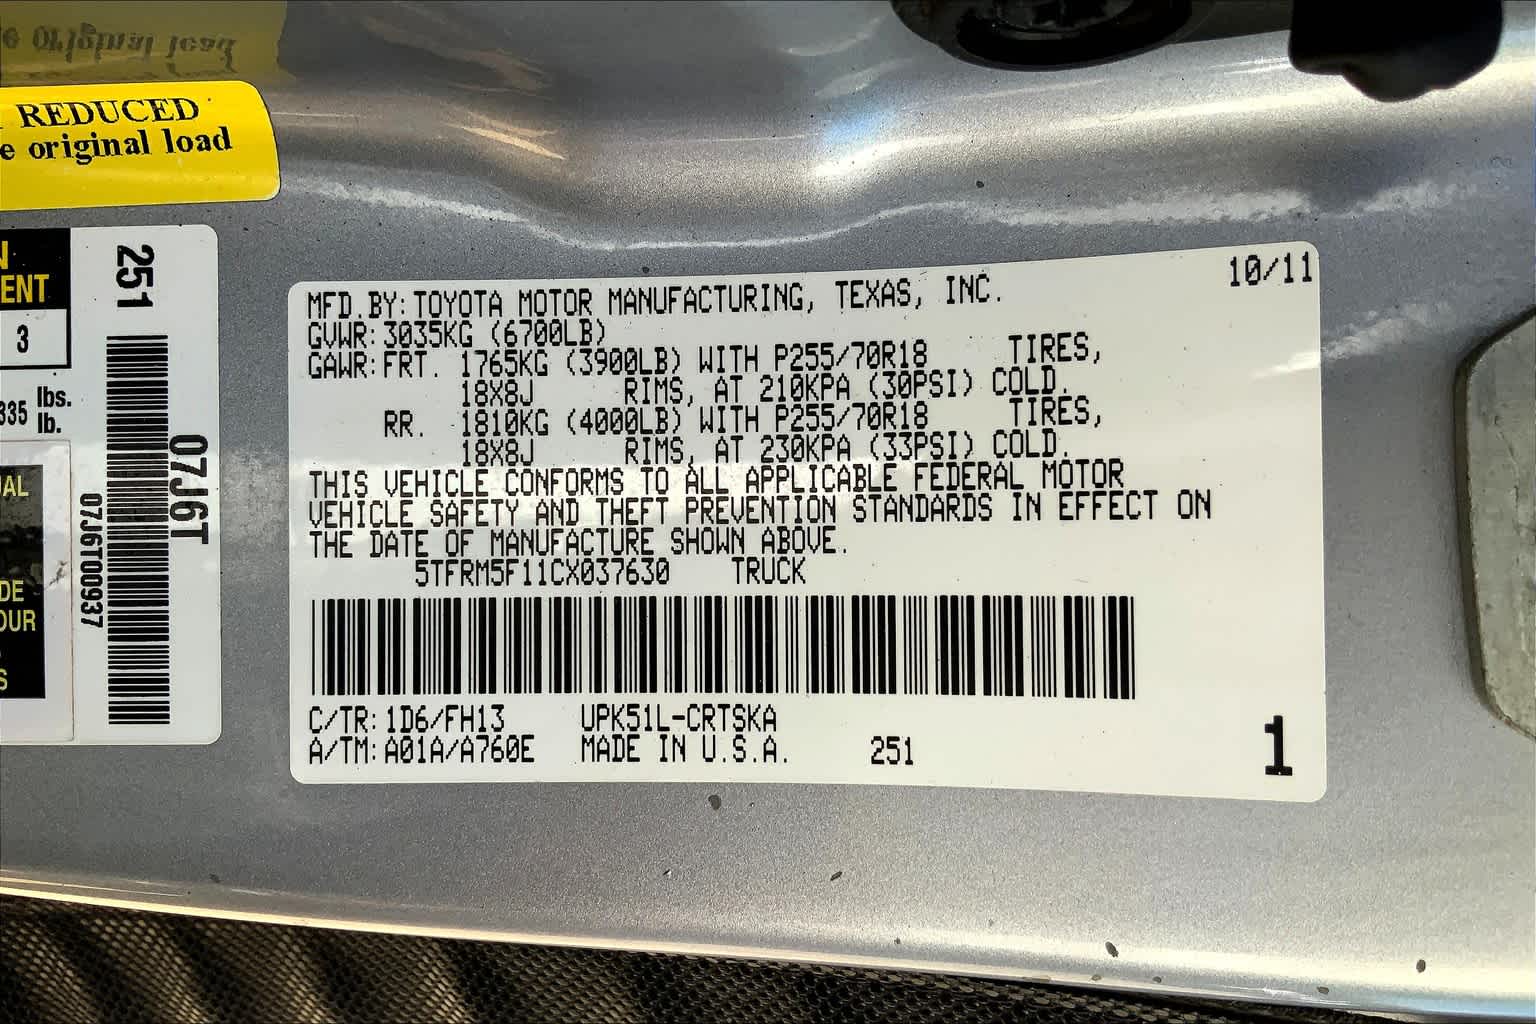 REDUCED
original load
251
ENT
3
335 lbs.
lb.
07J6T
07J6T00937
10/11
MFD.BY: TOYOTA MOTOR MANUFACTURING, TEXAS, INC.
GVWR: 3035KG (6700LB)
GAWR: FRT. 1765KG (3900LB) WITH P255/70R18 TIRES,
18X8J RIMS, AT 210KPA (30PSI) COLD.
RR. 1810KG (4000LB) WITH P255/70R18 TIRES,
18X8J RIMS, AT 230KPA (33PSI) COLD.
THIS VEHICLE CONFORMS TO ALL APPLICABLE FEDERAL MOTOR
VEHICLE SAFETY AND THEFT PREVENTION STANDARDS IN EFFECT ON
THE DATE OF MANUFACTURE SHOWN ABOVE.
5TFRM5F11CX037630 TRUCK
C/TR: 1D6/FH13 UPK51L-CRTSKA
A/TM: A01A/A760E MADE IN U.S.A. 251
1